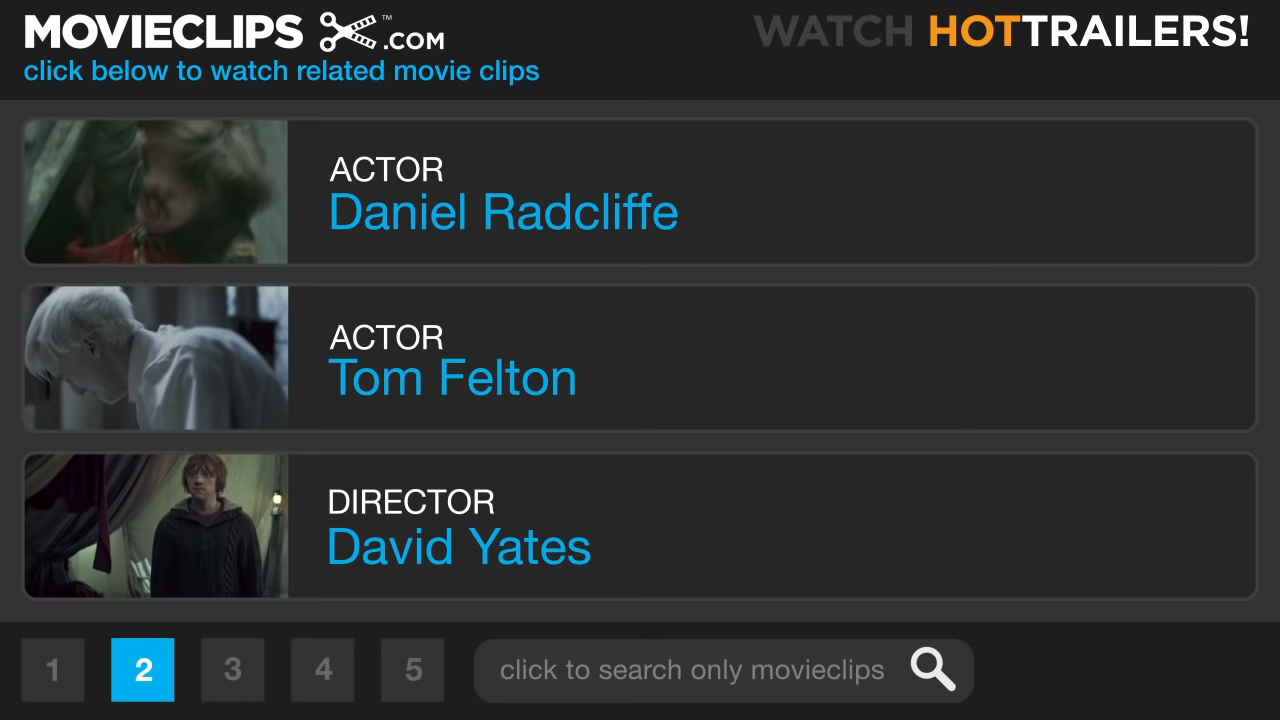 MOVIECLIPS ™ .COM
WATCH HOTTRAILERS!
click below to watch related movie clips
ACTOR
Daniel Radcliffe
ACTOR
Tom Felton
DIRECTOR
David Yates
1 2 3 4 5 click to search only movieclips